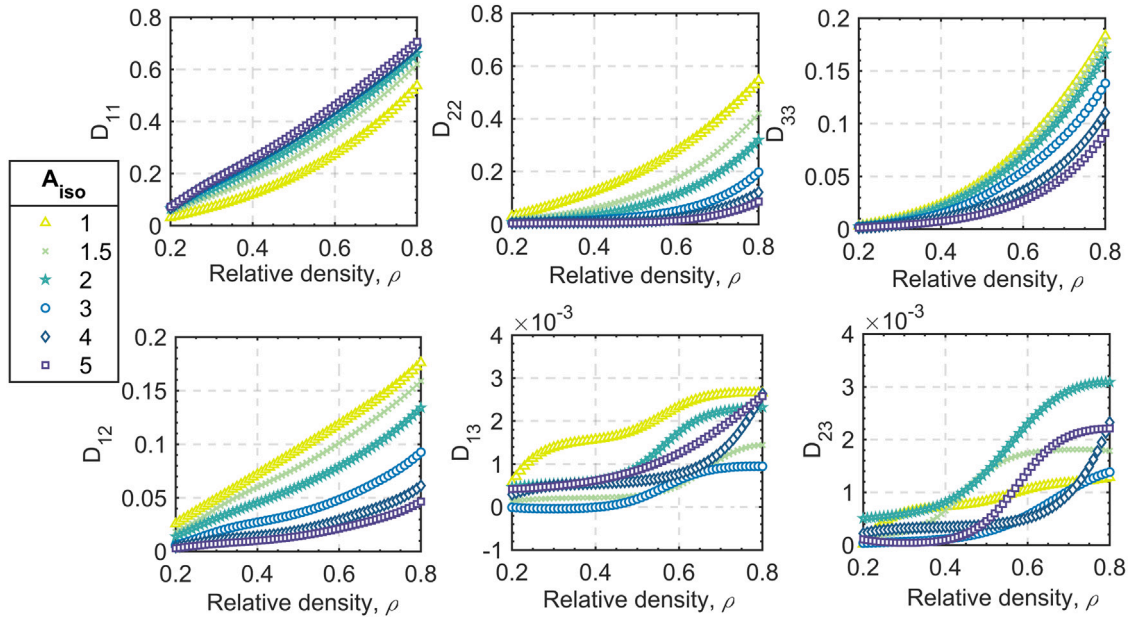 A_iso
1
1.5
2
3
4
5
D_11
0.8
0.6
0.4
0.2
0
0.2 0.4 0.6 0.8
Relative density, ρ
D_22
0.8
0.6
0.4
0.2
0
0.2 0.4 0.6 0.8
Relative density, ρ
D_33
0.2
0.15
0.1
0.05
0
0.2 0.4 0.6 0.8
Relative density, ρ
D_12
0.2
0.15
0.1
0.05
0
0.2 0.4 0.6 0.8
Relative density, ρ
×10^-3
D_13
4
3
2
1
0
-1
0.2 0.4 0.6 0.8
Relative density, ρ
×10^-3
D_23
4
3
2
1
0
0.2 0.4 0.6 0.8
Relative density, ρ